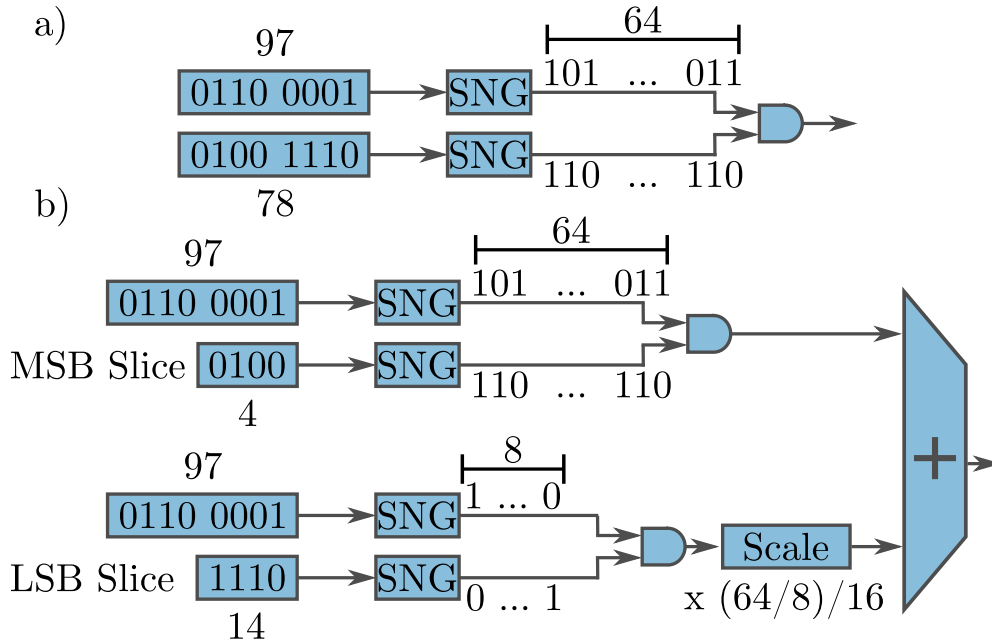 a)
64
97
101 ... 011
0110 0001 SNG
0100 1110 SNG
110 ... 110
78
b)
64
97
101 ... 011
0110 0001 SNG
MSB Slice 0100 SNG
110 ... 110
4
8
97
1 ... 0
0110 0001 SNG
+
Scale
LSB Slice 1110 SNG
0 ... 1
x (64/8)/16
14